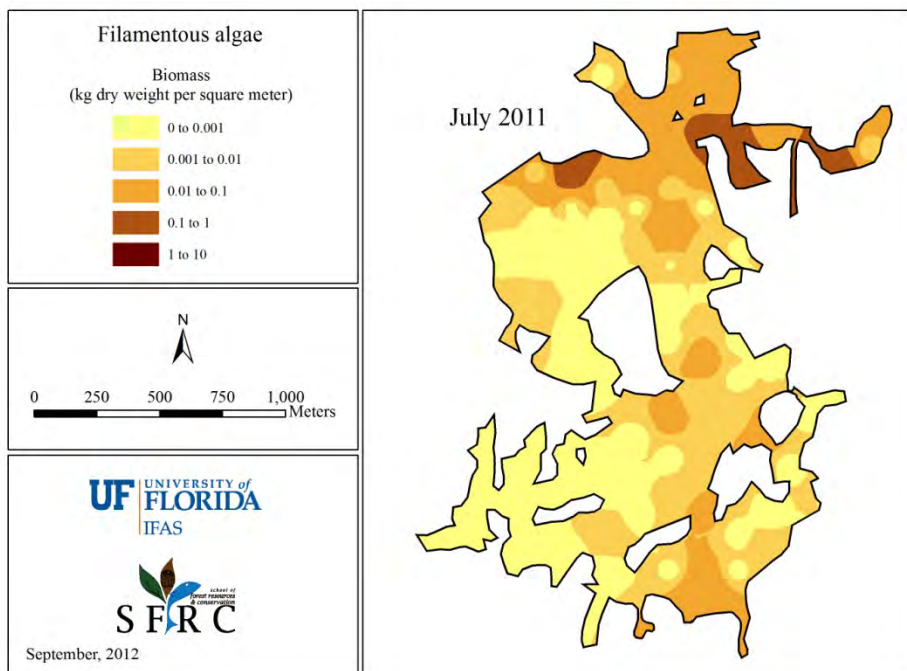 Filamentous algae
Biomass
(kg dry weight per square meter)
0 to 0.001
0.001 to 0.01
0.01 to 0.1
0.1 to 1
1 to 10
N
0 250 500 750 1,000
Meters
UF UNIVERSITY of
FLORIDA
IFAS
school of
forest resources
& conservation
SFRC
September, 2012
July 2011